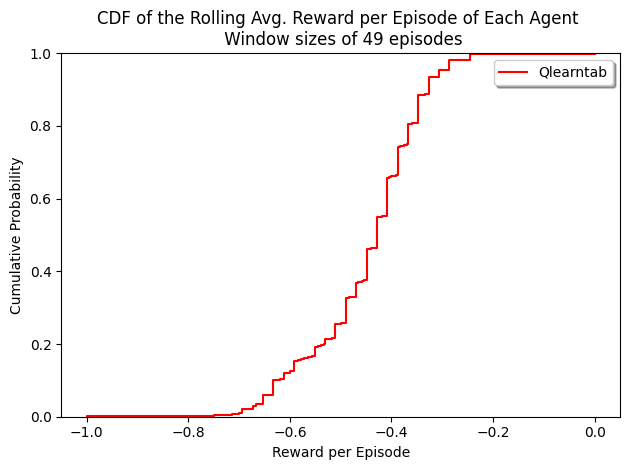 CDF of the Rolling Avg. Reward per Episode of Each Agent
Window sizes of 49 episodes
Qlearntab
Cumulative Probability
1.0
0.8
0.6
0.4
0.2
0.0
−1.0 −0.8 −0.6 −0.4 −0.2 0.0
Reward per Episode